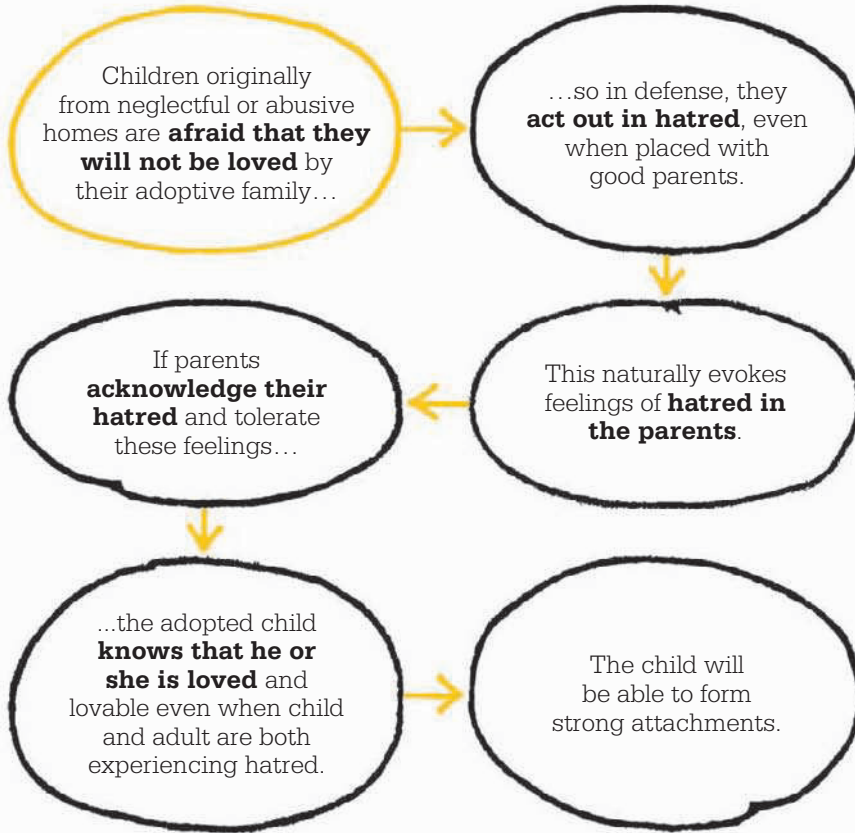 Children originally
from neglectful or abusive
homes are afraid that they
will not be loved by
their adoptive family…
…so in defense, they
act out in hatred, even
when placed with
good parents.
This naturally evokes
feelings of hatred in
the parents.
If parents
acknowledge their
hatred and tolerate
these feelings…
...the adopted child
knows that he or
she is loved and
lovable even when child
and adult are both
experiencing hatred.
The child will
be able to form
strong attachments.